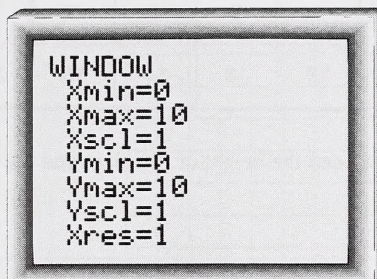 WINDOW
Xmin=0
Xmax=10
Xscl=1
Ymin=0
Ymax=10
Yscl=1
Xres=1